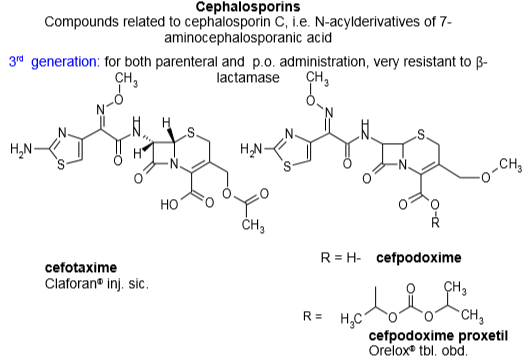 Cephalosporins
Compounds related to cephalosporin C, i.e. N-acylderivatives of 7-
aminocephalosporanic acid
3rd generation: for both parenteral and p.o. administration, very resistant to β-
lactamase
CH3
O
N
H2N
N
S
O
H
N
H
H
S
O
N
HO
O
O
O
CH3
CH3
O
N
H2N
N
S
O
H
N
S
O
N
O
CH3
O
O
R
cefotaxime
Claforan® inj. sic.
R = H- cefpodoxime
R =
H3C
O
O
O
CH3
CH3
cefpodoxime proxetil
Orelox® tbl. obd.